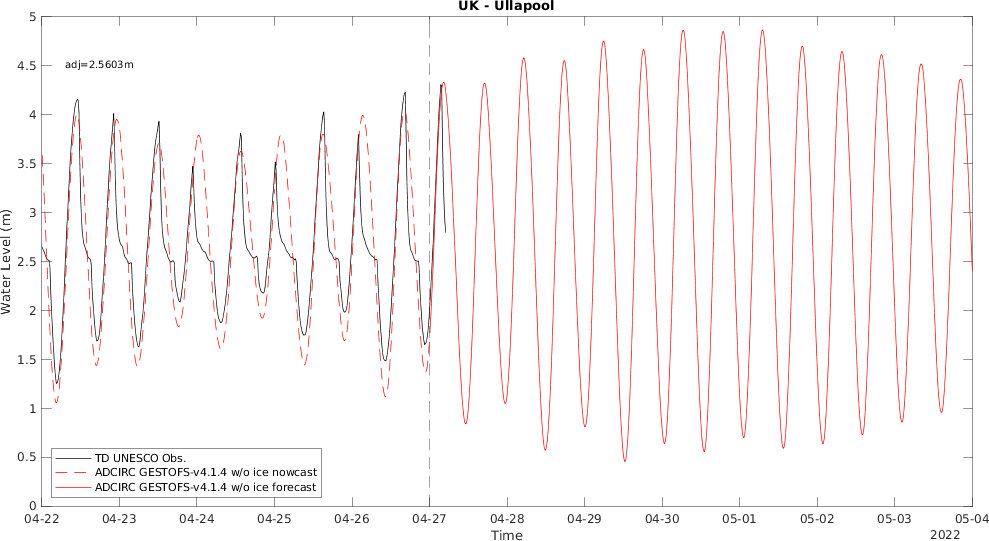 UK - Ullapool
5
4.5
4
3.5
3
2.5
2
1.5
1
0.5
0
Water Level (m)
adj=2.5603m
TD UNESCO Obs.
ADCIRC GESTOFS-v4.1.4 w/o ice nowcast
ADCIRC GESTOFS-v4.1.4 w/o ice forecast
04-22 04-23 04-24 04-25 04-26 04-27 04-28 04-29 04-30 05-01 05-02 05-03 05-04
Time
2022